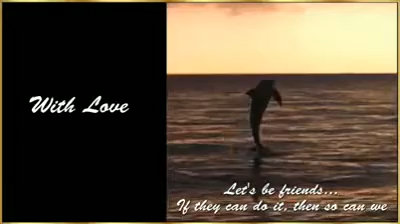 With Love
Let's be friends...
If they can do it, then so can we